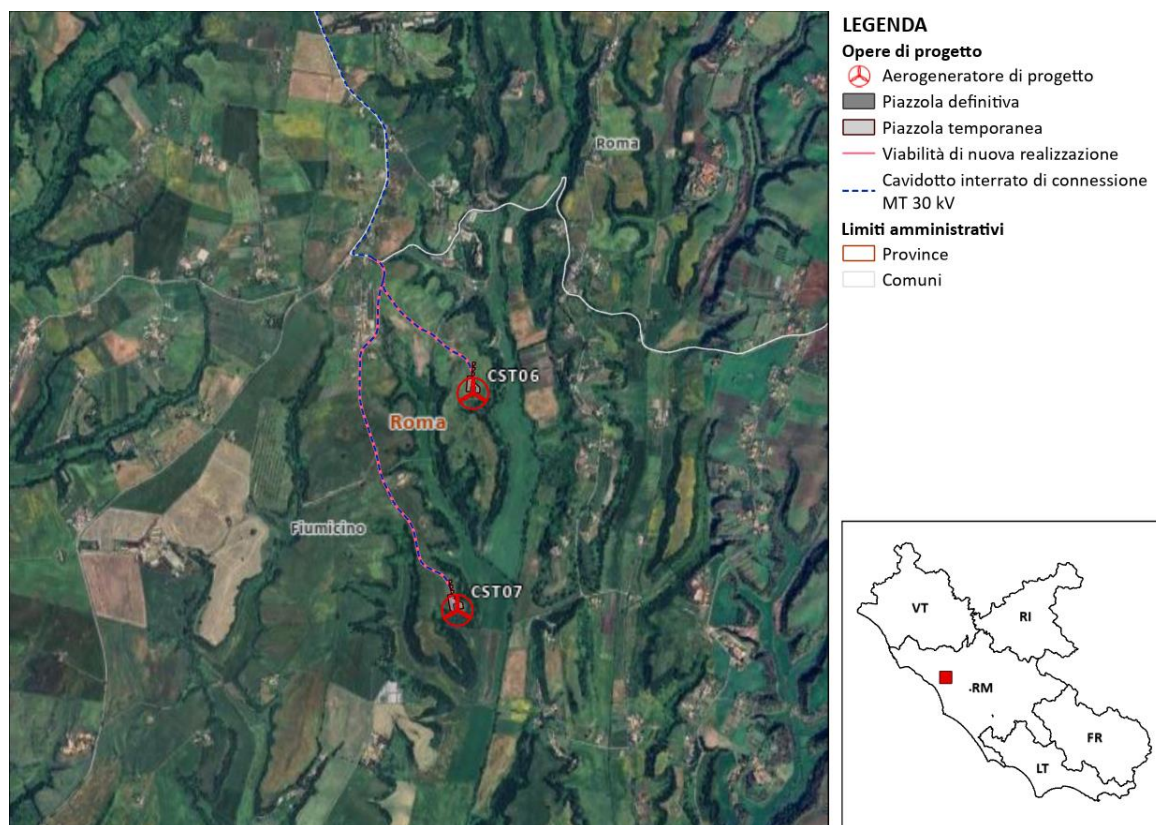 Roma
CST06
Roma
Fiumicino
CST07
LEGENDA
Opere di progetto
Aerogeneratore di progetto
Piazzola definitiva
Piazzola temporanea
Viabilità di nuova realizzazione
Cavidotto interrato di connessione
MT 30 kV
Limiti amministrativi
Province
Comuni
VT
RI
.RM
FR
LT